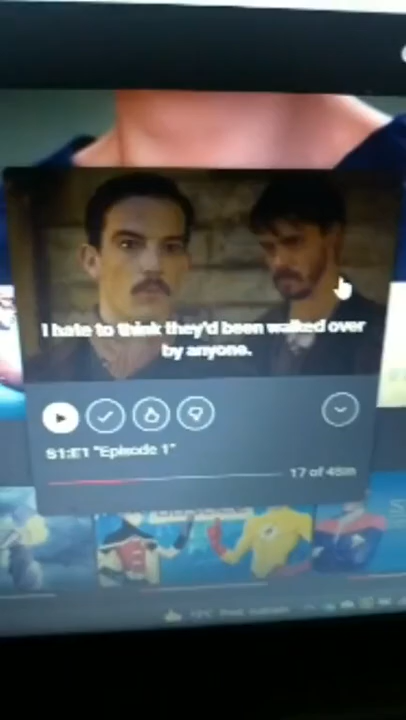 I hate to think they'd been walked over
by anyone.
S1:E1 "Episode 1"
17 of 48m